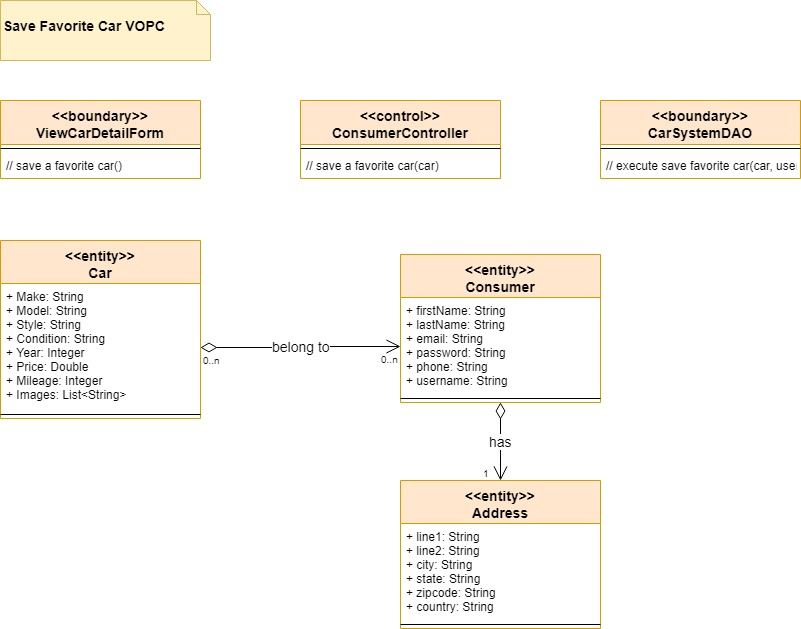 Save Favorite Car VOPC
<<boundary>>
ViewCarDetailForm
// save a favorite car()
<<control>>
ConsumerController
// save a favorite car(car)
<<boundary>>
CarSystemDAO
// execute save favorite car(car, use
<<entity>>
Car
+ Make: String
+ Model: String
+ Style: String
+ Condition: String
+ Year: Integer
+ Price: Double
+ Mileage: Integer
+ Images: List<String>
0..n
belong to
0..n
<<entity>>
Consumer
+ firstName: String
+ lastName: String
+ email: String
+ password: String
+ phone: String
+ username: String
has
1
<<entity>>
Address
+ line1: String
+ line2: String
+ city: String
+ state: String
+ zipcode: String
+ country: String